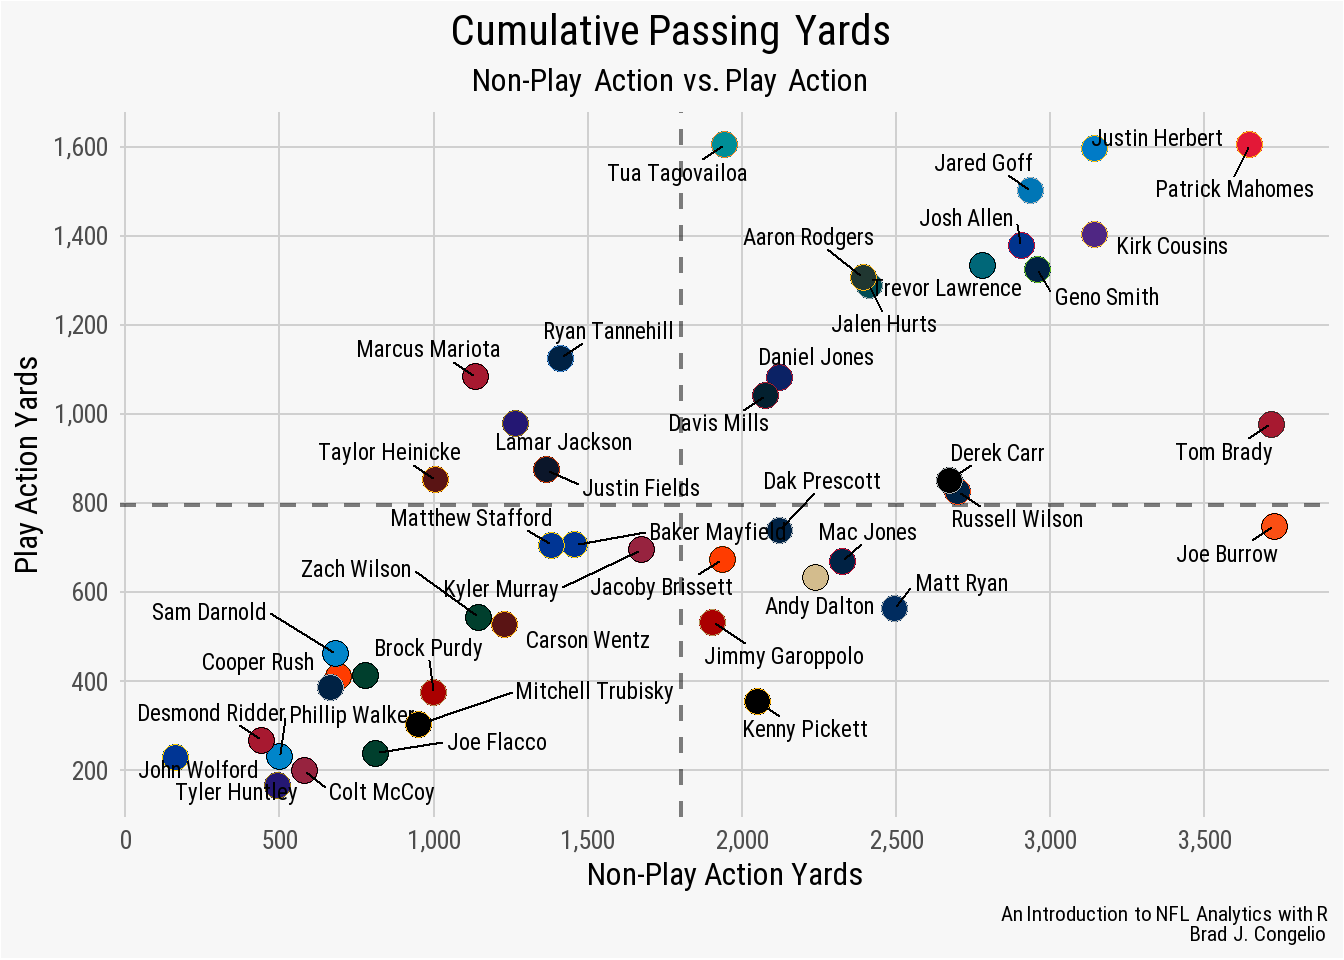 Cumulative Passing Yards
Non-Play Action vs. Play Action
Play Action Yards
1,600
1,400
1,200
1,000
800
600
400
200
Justin Herbert
Tua Tagovailoa
Jared Goff
Patrick Mahomes
Josh Allen
Aaron Rodgers
Kirk Cousins
Trevor Lawrence
Geno Smith
Jalen Hurts
Ryan Tannehill
Marcus Mariota
Daniel Jones
Davis Mills
Lamar Jackson
Taylor Heinicke
Tom Brady
Derek Carr
Justin Fields
Dak Prescott
Matthew Stafford
Russell Wilson
Baker Mayfield
Mac Jones
Joe Burrow
Zach Wilson
Kyler Murray
Jacoby Brissett
Matt Ryan
Andy Dalton
Sam Darnold
Carson Wentz
Brock Purdy
Jimmy Garoppolo
Cooper Rush
Mitchell Trubisky
Desmond Ridder
Phillip Walker
Kenny Pickett
Joe Flacco
John Wolford
Tyler Huntley
Colt McCoy
0
500
1,000
1,500
2,000
2,500
3,000
3,500
Non-Play Action Yards
An Introduction to NFL Analytics with R
Brad J. Congelio